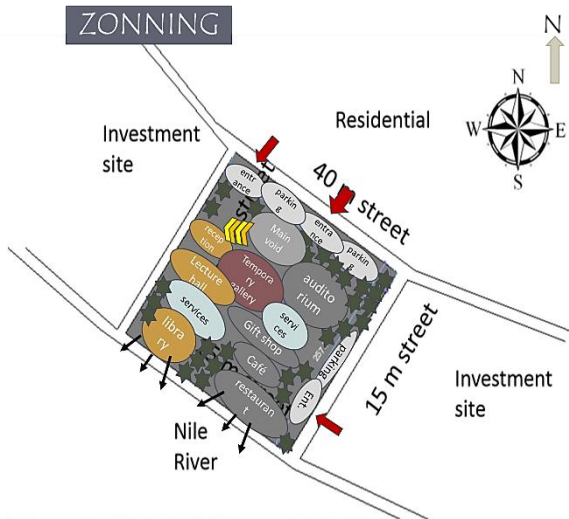 ZONNING
N
N
W
E
S
Residential
Investment
site
40 m street
entr
ance
parkin
g
entra
nce
parkin
g
Main
void
recep
tion
Lecture
hall
Tempora
ry
gallery
audito
rium
services
servi
ces
Gift shop
libra
ry
Café
restauran
t
257
parking
Ent.
15 m street
Investment
site
Nile
River